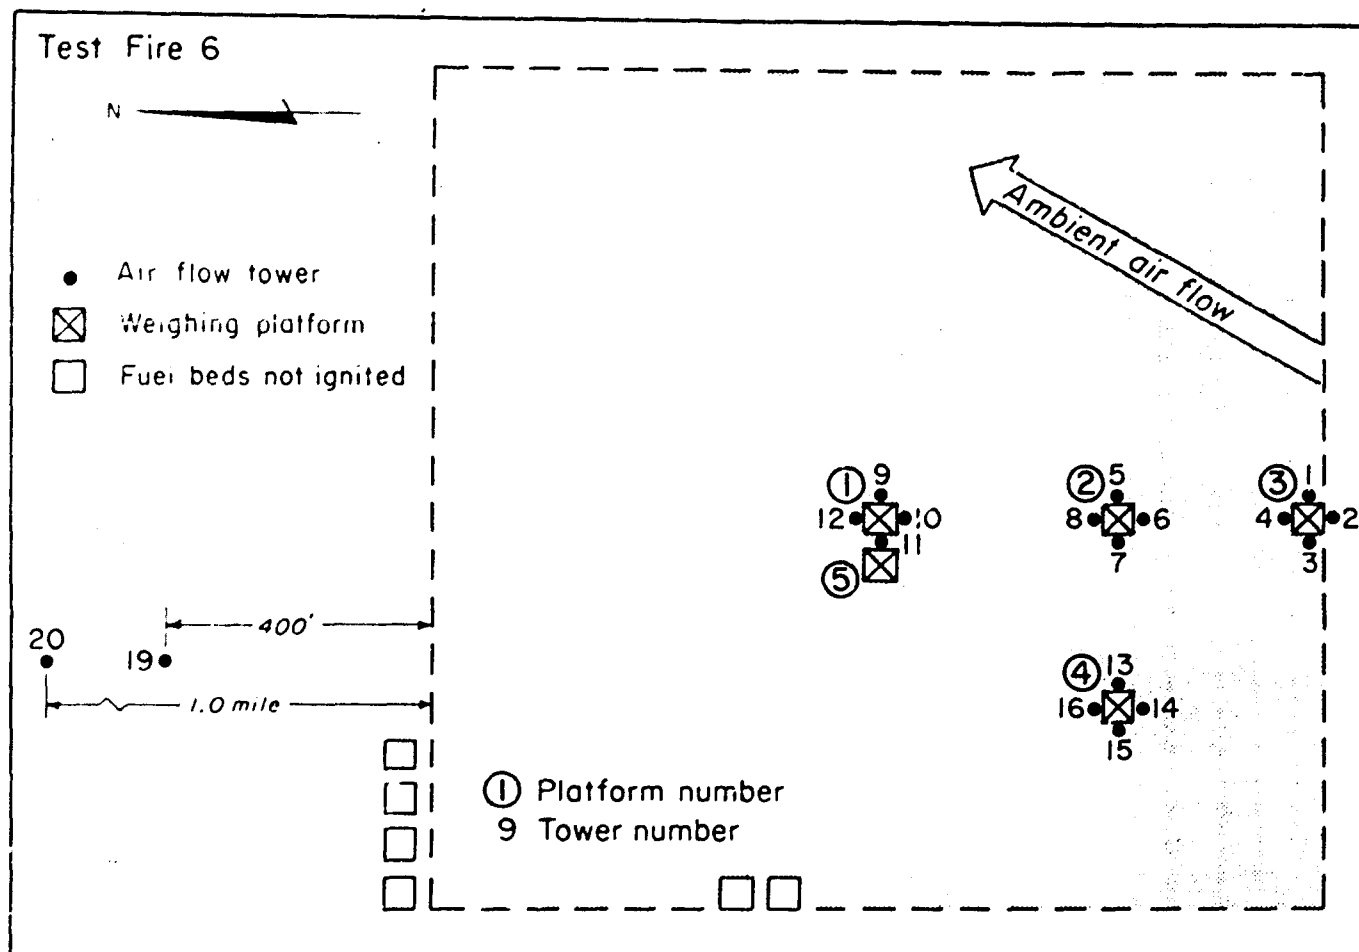 Test Fire 6
N
Air flow tower
Weighing platform
Fuel beds not ignited
Ambient air flow
1 9
12 10
11
5
2 5
8 6
7
3 1
4 2
3
20
19
400'
1.0 mile
4 13
16 14
15
1 Platform number
9 Tower number